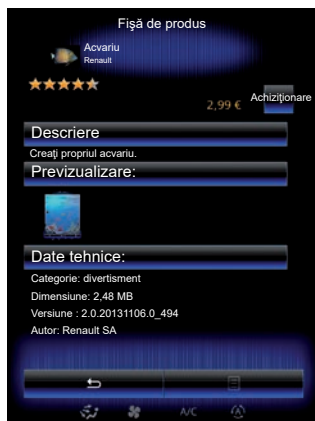 Fişă de produs
Acvariu
Renault
2,99 €
Achiziţionare
Descriere
Creaţi propriul acvariu.
Previzualizare:
Date tehnice:
Categorie: divertisment
Dimensiune: 2,48 MB
Versiune : 2.0.20131106.0_494
Autor: Renault SA
A/C